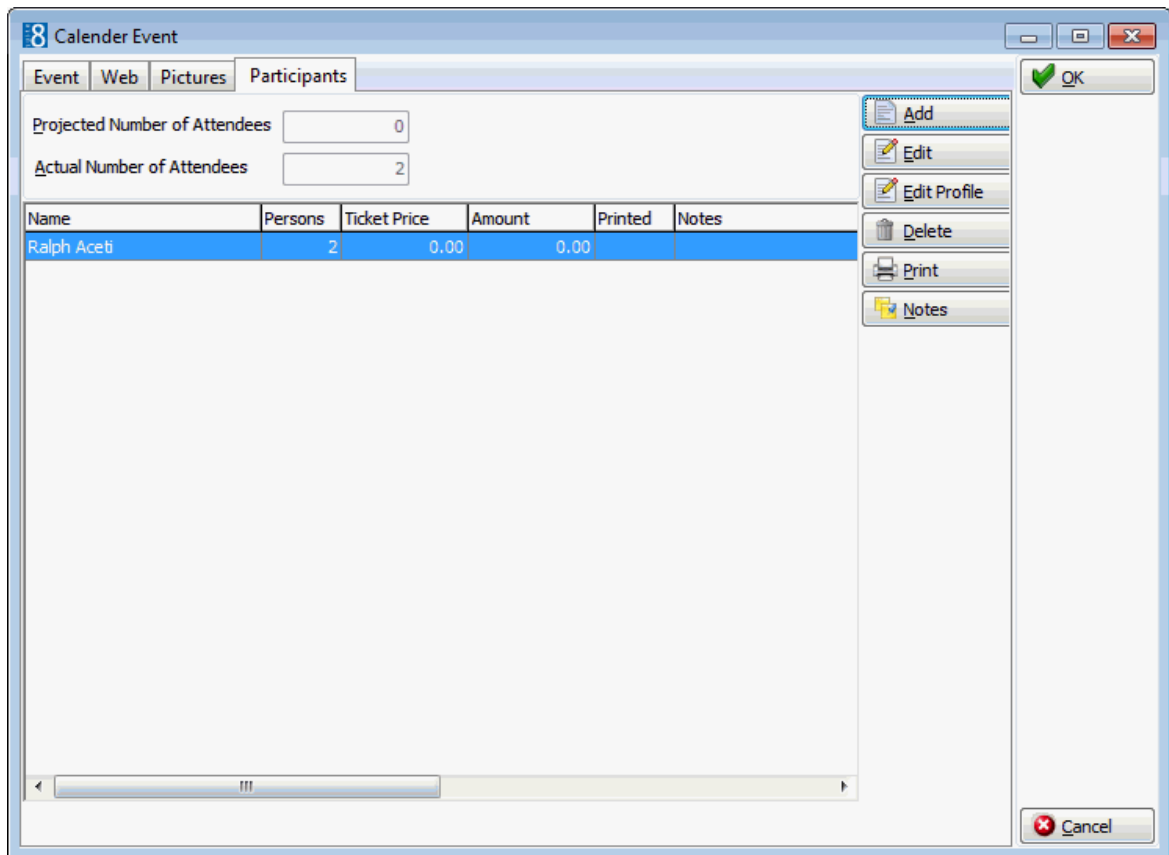 8 Calender Event
Event Web Pictures Participants
OK
Projected Number of Attendees 0
Actual Number of Attendees 2
Add
Edit
Edit Profile
Delete
Print
Notes
Name Persons Ticket Price Amount Printed Notes
Ralph Aceti 2 0.00 0.00
Cancel